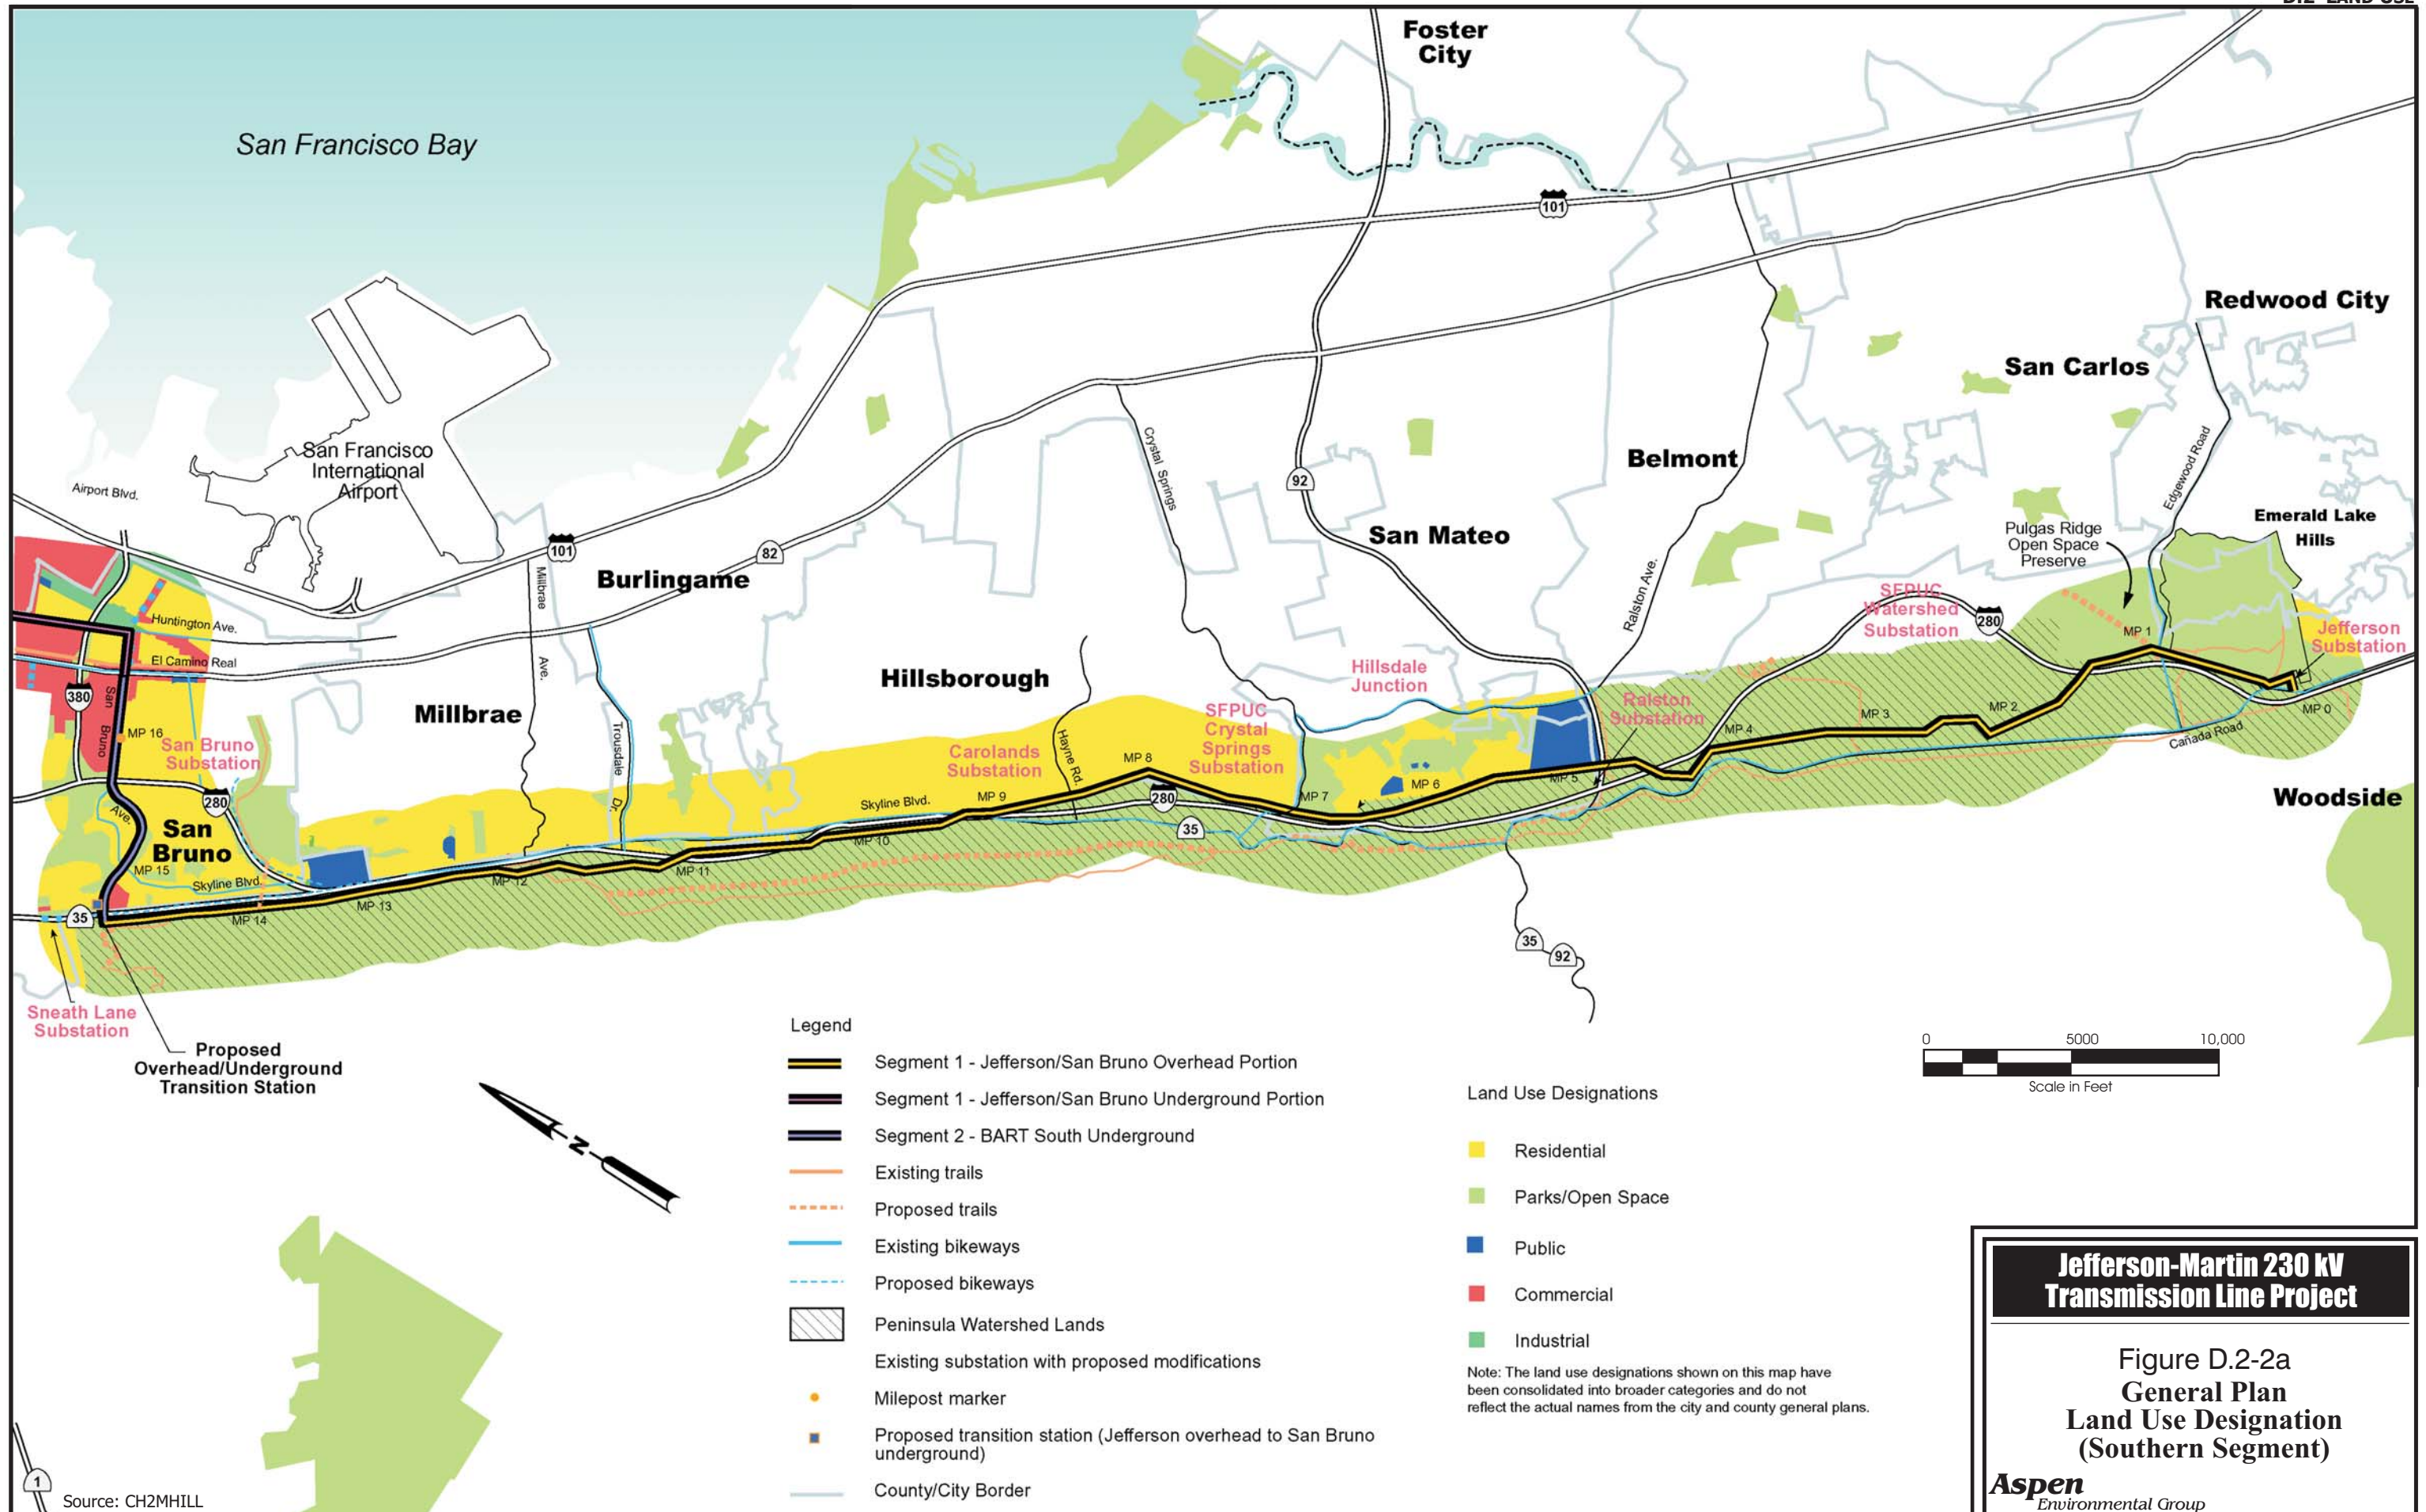 D.2 LAND USE
Foster
City
San Francisco Bay
101
Redwood City
San Carlos
San Francisco
International
Airport
Airport Blvd.
Crystal Springs
92
Belmont
Edgewood Road
San Mateo
Pulgas Ridge
Open Space
Preserve
Emerald Lake
Hills
101
82
Burlingame
Millbrae
Ave.
Ralston Ave.
SFPUC
Watershed
Substation
280
MP 1
Jefferson
Substation
Huntington Ave.
El Camino Real
380
San
Bruno
Ave.
MP 16
San Bruno
Substation
280
Millbrae
Trousdale
Dr.
Hillsborough
Hayne Rd.
Carolands
Substation
MP 8
SFPUC
Crystal
Springs
Substation
Hillsdale
Junction
Ralston
Substation
MP 4
MP 3
MP 2
MP 0
Cañada Road
MP 5
MP 6
MP 7
280
35
MP 9
Skyline Blvd.
MP 10
MP 11
MP 12
MP 13
MP 14
San
Bruno
MP 15
Skyline Blvd.
35
Woodside
35
92
Sneath Lane
Substation
Proposed
Overhead/Underground
Transition Station
N
Legend
Segment 1 - Jefferson/San Bruno Overhead Portion
Segment 1 - Jefferson/San Bruno Underground Portion
Segment 2 - BART South Underground
Existing trails
Proposed trails
Existing bikeways
Proposed bikeways
Peninsula Watershed Lands
Existing substation with proposed modifications
Milepost marker
Proposed transition station (Jefferson overhead to San Bruno
underground)
County/City Border
Land Use Designations
Residential
Parks/Open Space
Public
Commercial
Industrial
Note: The land use designations shown on this map have
been consolidated into broader categories and do not
reflect the actual names from the city and county general plans.
0 5000 10,000
Scale in Feet
Jefferson-Martin 230 kV
Transmission Line Project
Figure D.2-2a
General Plan
Land Use Designation
(Southern Segment)
Aspen
Environmental Group
1
Source: CH2MHILL